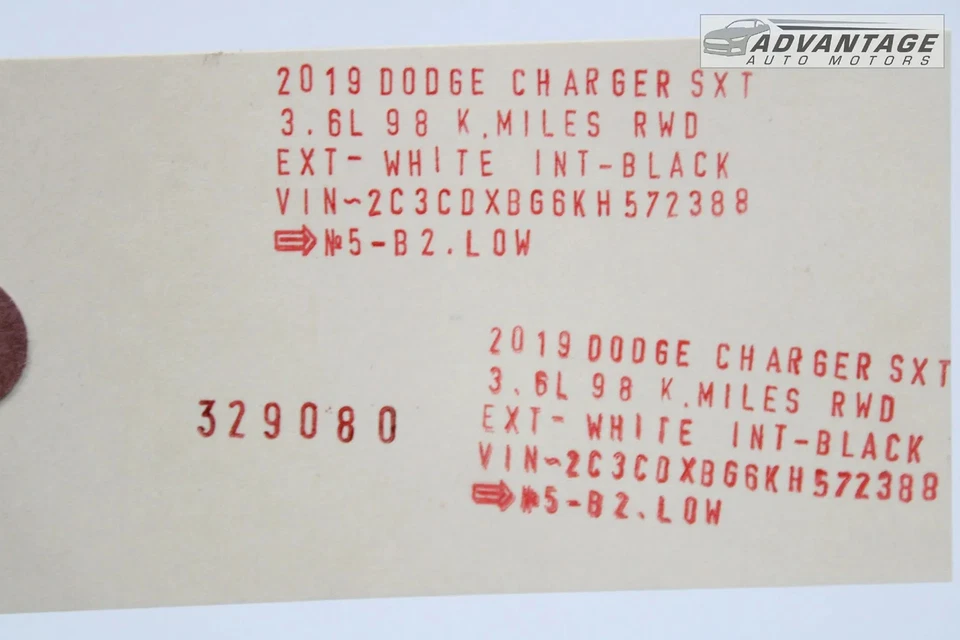 ADVANTAGE
AUTO MOTORS
2019 DODGE CHARGER SXT
3.6L 98 K.MILES RWD
EXT- WHITE INT-BLACK
VIN~2C3CDXBG6KH572388
⇨№5-B2.LOW
329080
2019 DODGE CHARGER SXT
3.6L 98 K.MILES RWD
EXT- WHITE INT-BLACK
VIN~2C3CDXBG6KH572388
⇨№5-B2.LOW